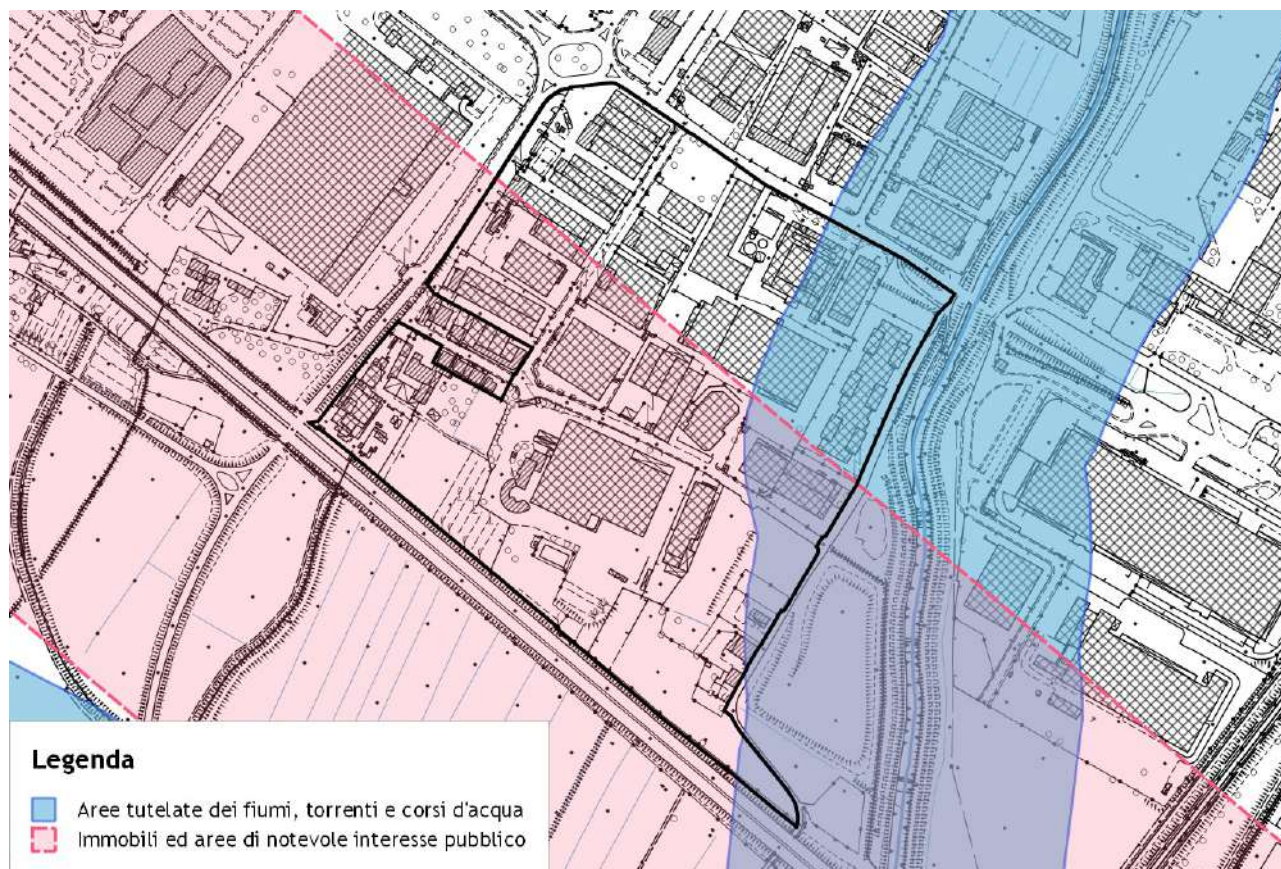 Legenda
Aree tutelate dei fiumi, torrenti e corsi d'acqua
Immobili ed aree di notevole interesse pubblico